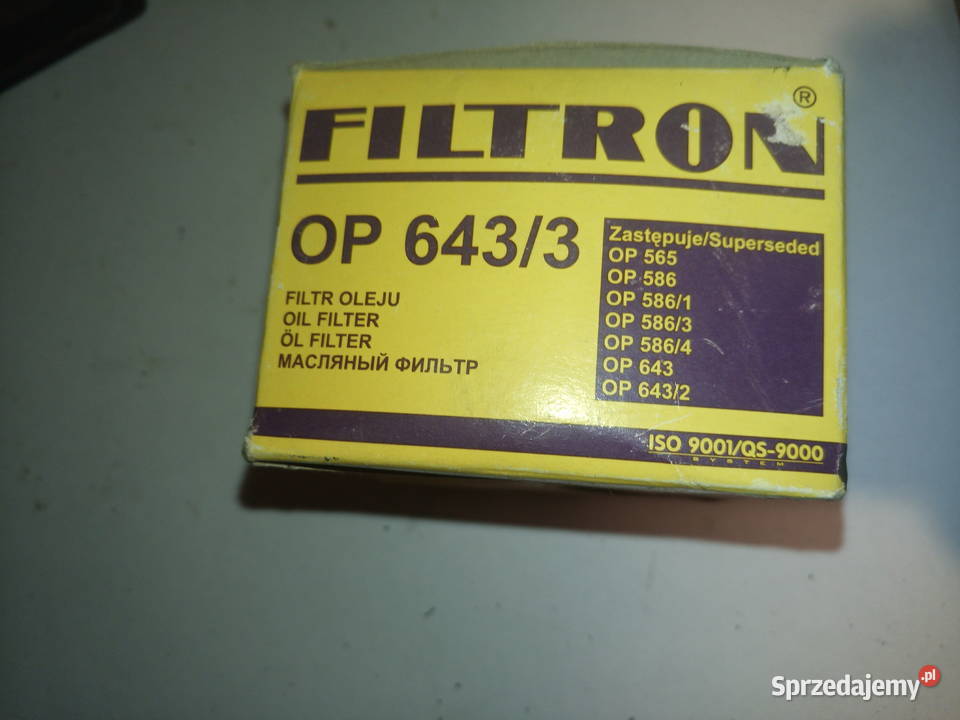 FILTRON®
OP 643/3
FILTR OLEJU
OIL FILTER
ÖL FILTER
МАСЛЯНЫЙ ФИЛЬТР
Zastępuje/Superseded
OP 565
OP 586
OP 586/1
OP 586/3
OP 586/4
OP 643
OP 643/2
ISO 9001/QS-9000
SYSTEM
Sprzedajemy.pl